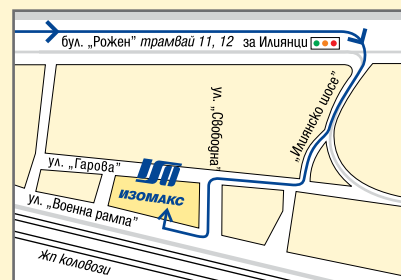 бул. „Рожен” трамвай 11, 12 за Илиянци
ул. „Свободна”
„Илиянско шосе”
ул. „Гарова”
ИЗОМАКС
ул. „Военна рампа”
жп коловози